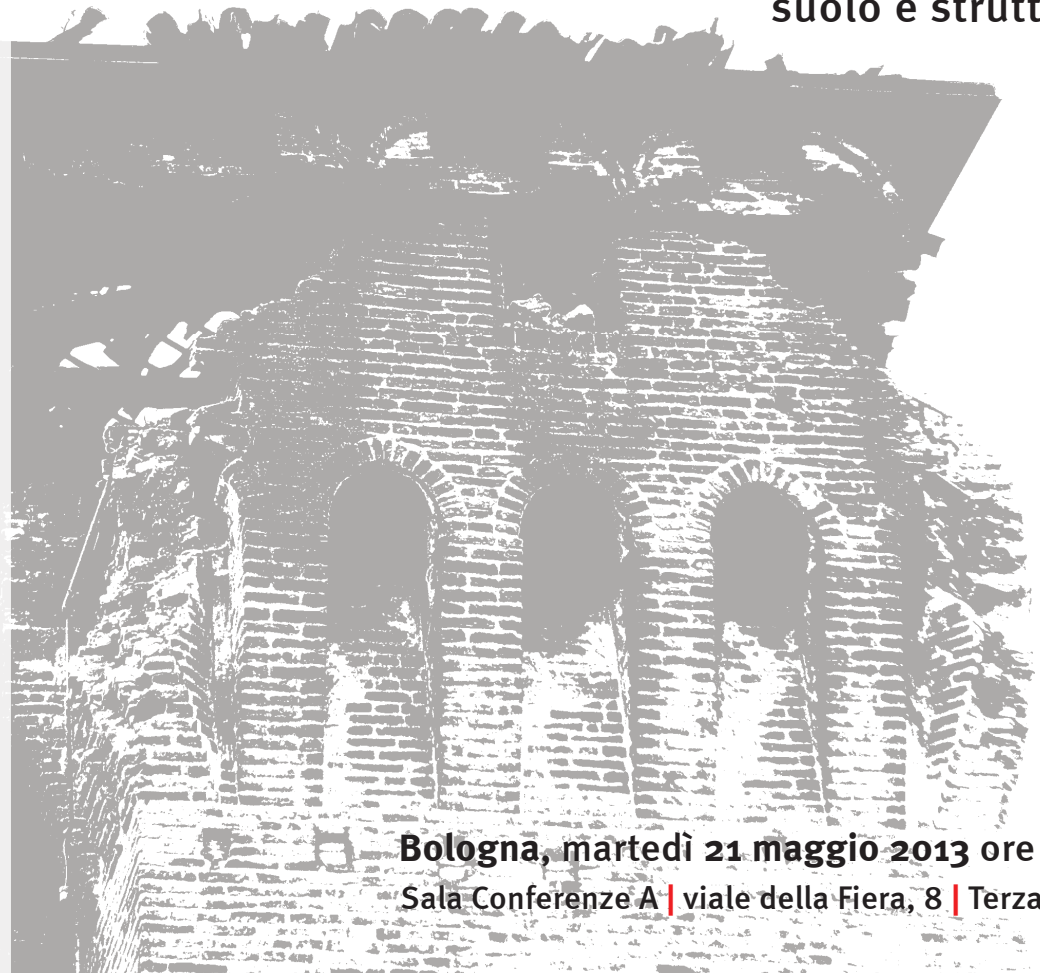 suolo e strutt
Bologna, martedì 21 maggio 2013 ore
Sala Conferenze A | viale della Fiera, 8 | Terza